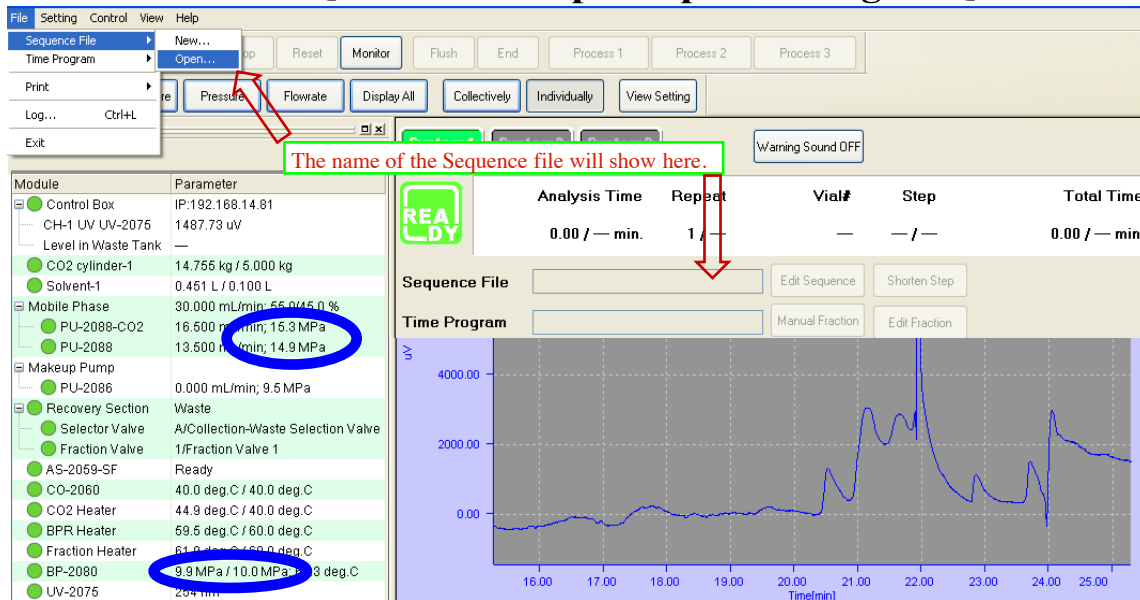 File Setting Control View Help
Sequence File New...
Time Program Open...
Print
Log... Ctrl+L
Exit
Reset Monitor Flush End Process 1 Process 2 Process 3
Pressure Flowrate Display All Collectively Individually View Setting
Warning Sound OFF
The name of the Sequence file will show here.
Module Parameter
Control Box IP:192.168.14.81
CH-1 UV UV-2075 1487.73 uV
Level in Waste Tank —
CO2 cylinder-1 14.755 kg / 5.000 kg
Solvent-1 0.451 L / 0.100 L
Mobile Phase 30.000 mL/min; 55.0/45.0 %
PU-2088-CO2 16.500 mL/min; 15.3 MPa
PU-2088 13.500 mL/min; 14.9 MPa
Makeup Pump
PU-2086 0.000 mL/min; 9.5 MPa
Recovery Section Waste
Selector Valve A/Collection-Waste Selection Valve
Fraction Valve 1/Fraction Valve 1
AS-2059-SF Ready
CO-2060 40.0 deg.C / 40.0 deg.C
CO2 Heater 44.9 deg.C / 40.0 deg.C
BPR Heater 59.5 deg.C / 60.0 deg.C
Fraction Heater 61.0 deg.C / 60.0 deg.C
BP-2080 9.9 MPa / 10.0 MPa; 3 deg.C
UV-2075 254 nm
READY
Analysis Time Repeat Vial# Step Total Time
0.00 / — min. 1 / — — — / — 0.00 / — min
Sequence File Edit Sequence Shorten Step
Time Program Manual Fraction Edit Fraction
uV
4000.00
2000.00
0.00
16.00 17.00 18.00 19.00 20.00 21.00 22.00 23.00 24.00 25.00
Time[min]